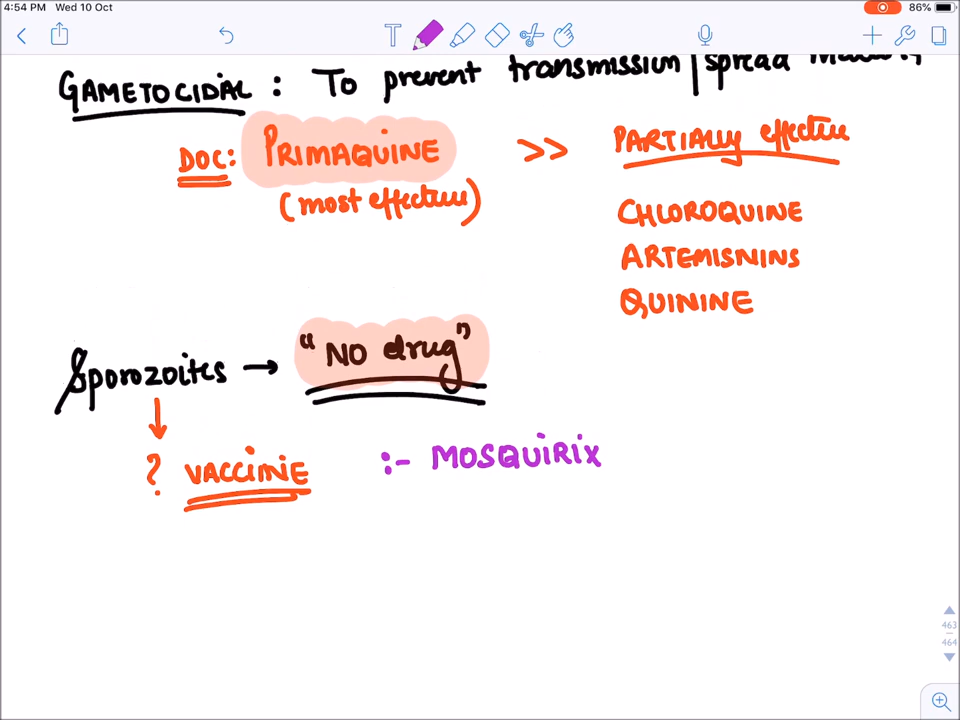 4:54 PM Wed 10 Oct 86%
GAMETOCIDAL : To prevent transmission | spread
DOC: PRIMAQUINE >> PARTIALLY effective
(most effective)
CHLOROQUINE
ARTEMISNINS
QUININE
Sporozoites → "NO drug"
? VACCINE :- MOSQUIRIX
463
464